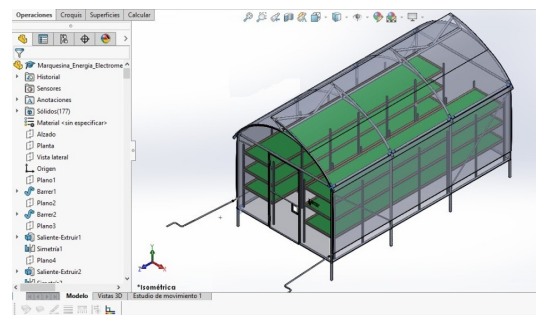 Operaciones Croquis Superficies Calcular
Marquesina_Energia_Electrome
Historial
Sensores
Anotaciones
Sólidos(177)
Material <sin especificar>
Alzado
Planta
Vista lateral
Origen
Plano1
Barrer1
Plano2
Barrer2
Plano3
Saliente-Extruir1
Simetría1
Plano4
Saliente-Extruir2
Simetría2
*Isométrica
Modelo Vistas 3D Estudio de movimiento 1